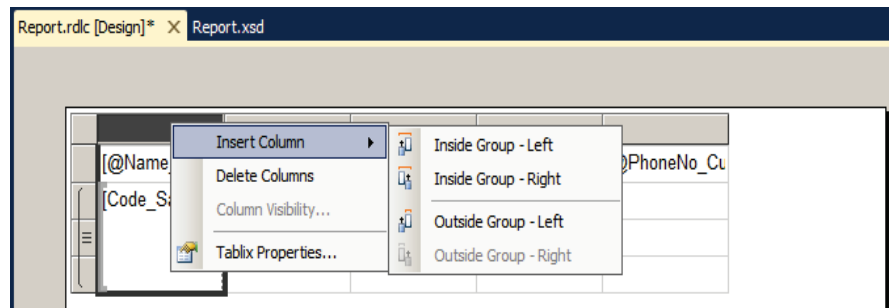 Report.rdlc [Design]* X Report.xsd
Insert Column
Delete Columns
Column Visibility...
Tablix Properties...
Inside Group - Left
Inside Group - Right
Outside Group - Left
Outside Group - Right
[@Name_
@PhoneNo_Cu
[Code_Sa